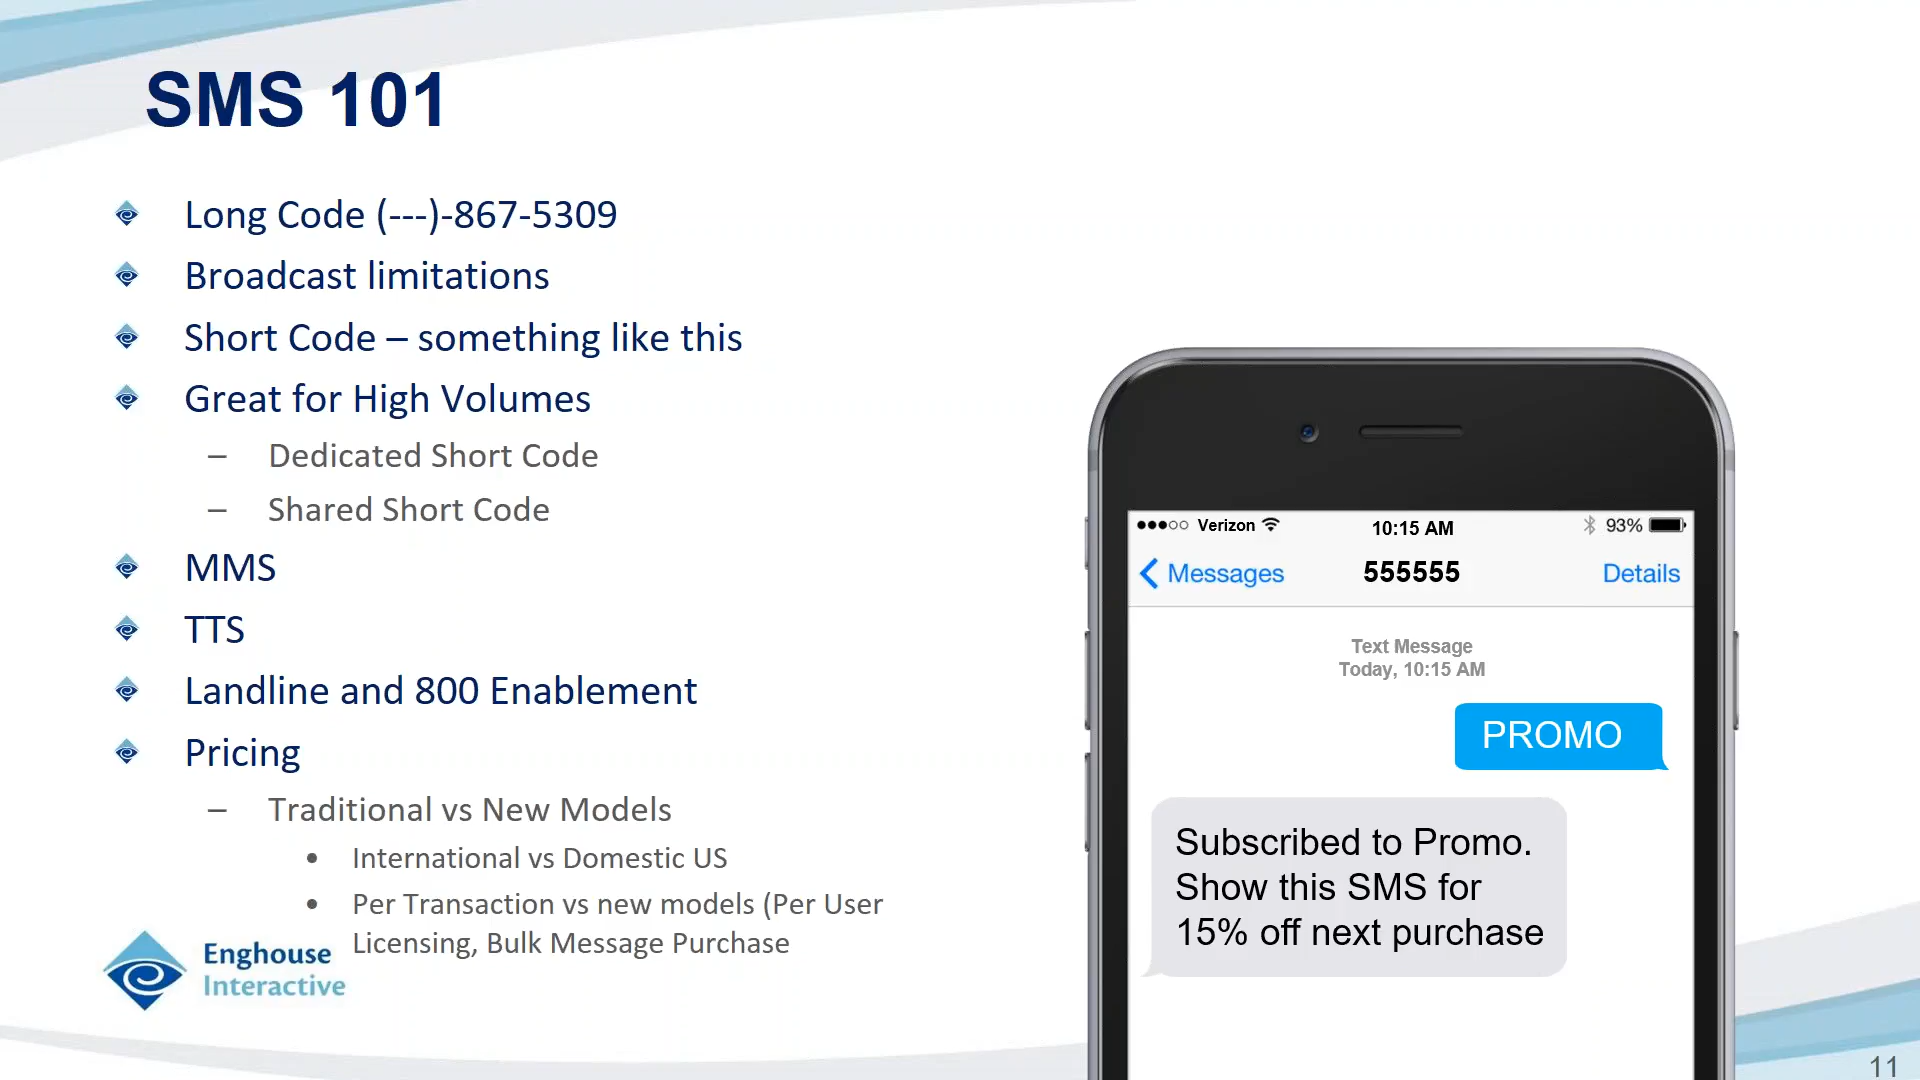 SMS 101
Long Code (---)-867-5309
Broadcast limitations
Short Code – something like this
Great for High Volumes
– Dedicated Short Code
– Shared Short Code
MMS
TTS
Landline and 800 Enablement
Pricing
– Traditional vs New Models
• International vs Domestic US
• Per Transaction vs new models (Per User
Licensing, Bulk Message Purchase
Enghouse
Interactive
Verizon 10:15 AM 93%
Messages 555555 Details
Text Message
Today, 10:15 AM
PROMO
Subscribed to Promo.
Show this SMS for
15% off next purchase
11